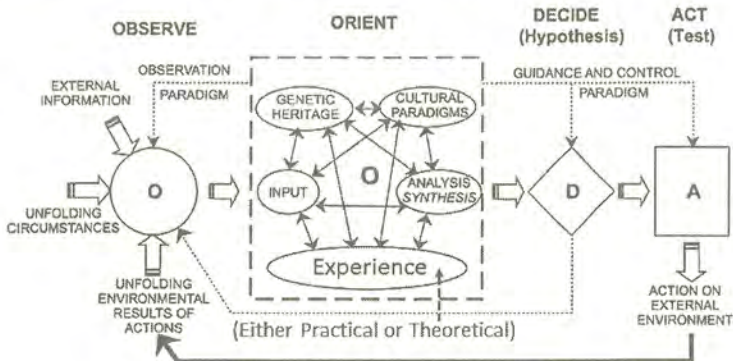 OBSERVE
ORIENT
DECIDE
(Hypothesis)
ACT
(Test)
EXTERNAL
INFORMATION
OBSERVATION
PARADIGM
GENETIC
HERITAGE
CULTURAL
PARADIGMS
GUIDANCE AND CONTROL
PARADIGM
O
INPUT
O
ANALYSIS
SYNTHESIS
D
A
UNFOLDING
CIRCUMSTANCES
Experience
UNFOLDING
ENVIRONMENTAL
RESULTS OF
ACTIONS
(Either Practical or Theoretical)
ACTION ON
EXTERNAL
ENVIRONMENT